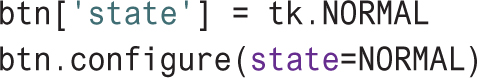 btn['state'] = tk.NORMAL
btn.configure(state=NORMAL)